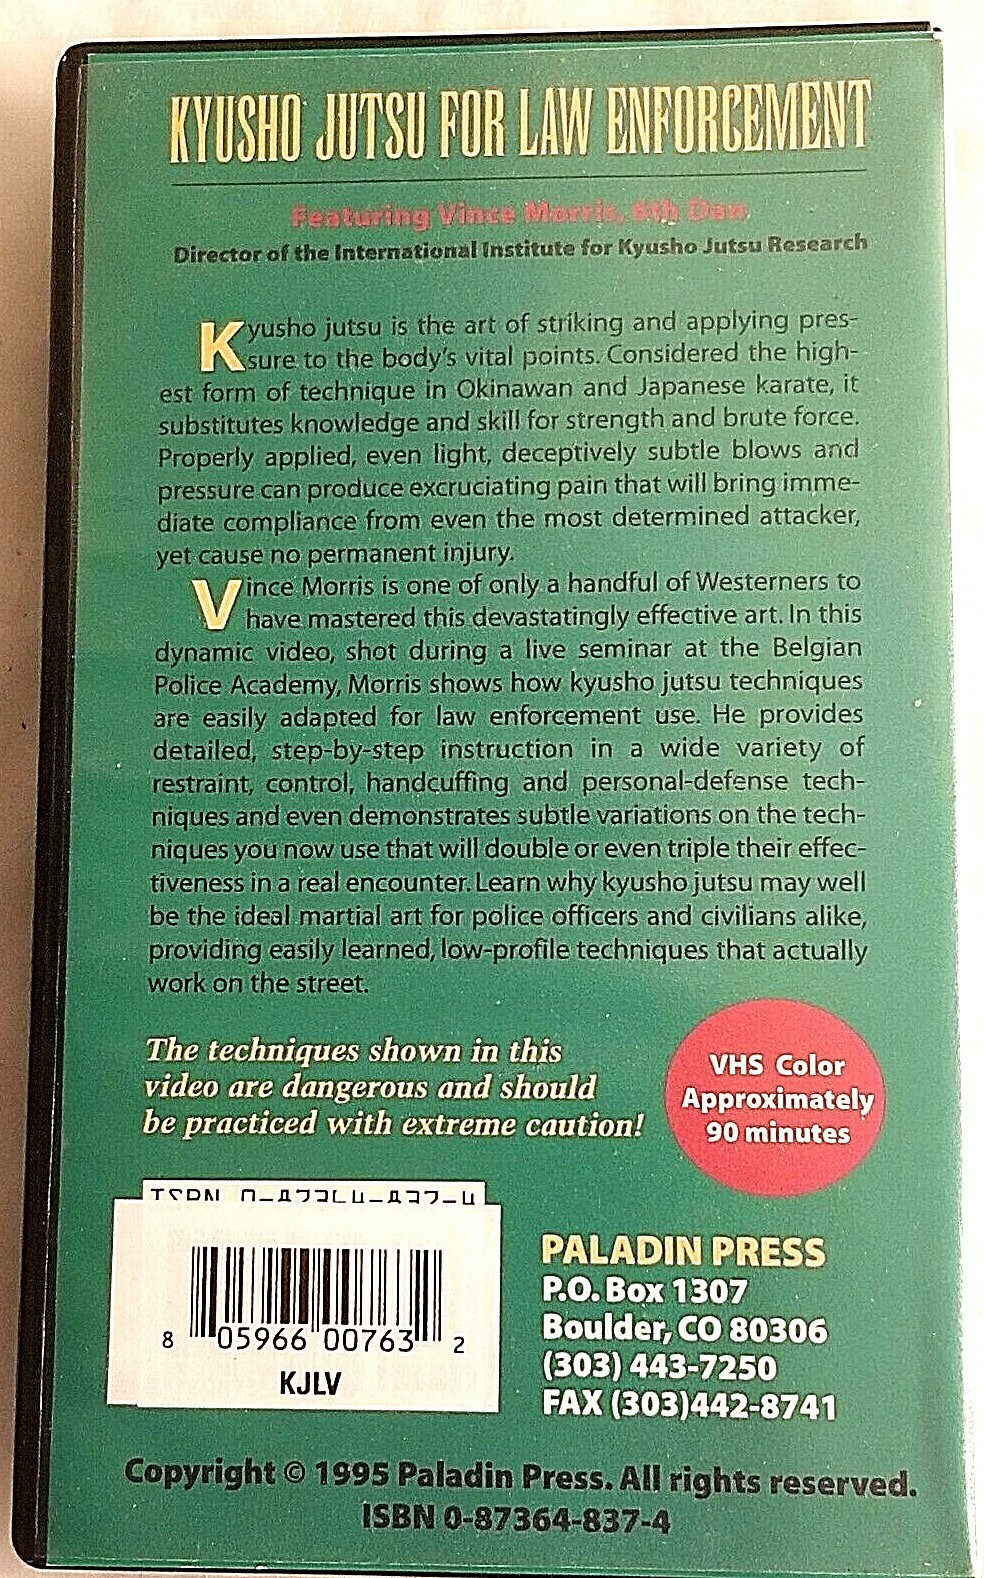 KYUSHO JUTSU FOR LAW ENFORCEMENT
Featuring Vince Morris, 6th Dan
Director of the International Institute for Kyusho Jutsu Research
Kyusho jutsu is the art of striking and applying pres-
sure to the body's vital points. Considered the high-
est form of technique in Okinawan and Japanese karate, it
substitutes knowledge and skill for strength and brute force.
Properly applied, even light, deceptively subtle blows and
pressure can produce excruciating pain that will bring imme-
diate compliance from even the most determined attacker,
yet cause no permanent injury.
Vince Morris is one of only a handful of Westerners to
have mastered this devastatingly effective art. In this
dynamic video, shot during a live seminar at the Belgian
Police Academy, Morris shows how kyusho jutsu techniques
are easily adapted for law enforcement use. He provides
detailed, step-by-step instruction in a wide variety of
restraint, control, handcuffing and personal-defense tech-
niques and even demonstrates subtle variations on the tech-
niques you now use that will double or even triple their effec-
tiveness in a real encounter. Learn why kyusho jutsu may well
be the ideal martial art for police officers and civilians alike,
providing easily learned, low-profile techniques that actually
work on the street.
The techniques shown in this
video are dangerous and should
be practiced with extreme caution!
VHS Color
Approximately
90 minutes
ISBN 0-87364-837-4
8 05966 00763 2
KJLV
PALADIN PRESS
P.O. Box 1307
Boulder, CO 80306
(303) 443-7250
FAX (303)442-8741
Copyright © 1995 Paladin Press. All rights reserved.
ISBN 0-87364-837-4